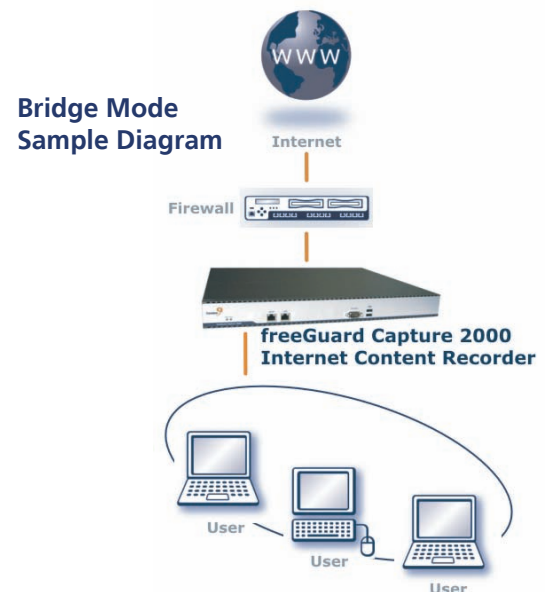 WWW
Bridge Mode
Sample Diagram
Internet
Firewall
freeGuard Capture 2000
Internet Content Recorder
User
User
User